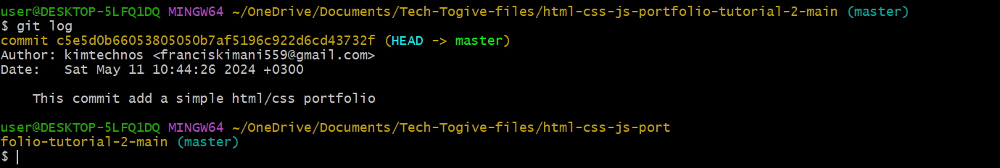 user@DESKTOP-5LFQ1DQ MINGW64 ~/OneDrive/Documents/Tech-Togive-files/html-css-js-portfolio-tutorial-2-main (master)
$ git log
commit c5e5d0b66053805050b7af5196c922d6cd43732f (HEAD -> master)
Author: kimtechnos <franciskimani559@gmail.com>
Date:   Sat May 11 10:44:26 2024 +0300

    This commit add a simple html/css portfolio

user@DESKTOP-5LFQ1DQ MINGW64 ~/OneDrive/Documents/Tech-Togive-files/html-css-js-port
folio-tutorial-2-main (master)
$